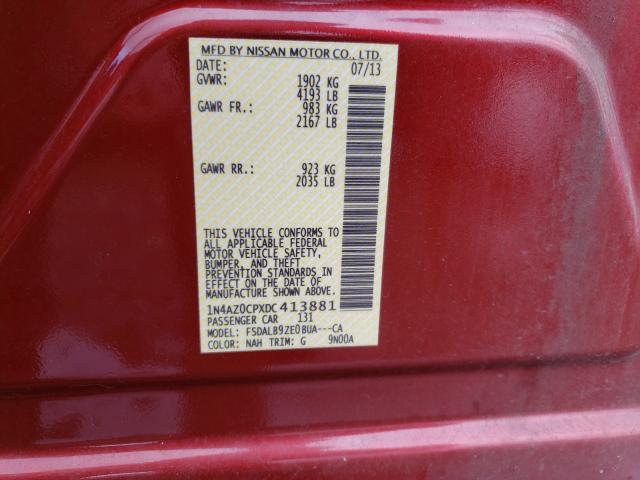 MFD BY NISSAN MOTOR CO., LTD.
DATE: 07/13
GVWR: 1902 KG
4193 LB
GAWR FR.: 983 KG
2167 LB
GAWR RR.: 923 KG
2035 LB
THIS VEHICLE CONFORMS TO
ALL APPLICABLE FEDERAL
MOTOR VEHICLE SAFETY,
BUMPER, AND THEFT
PREVENTION STANDARDS IN
EFFECT ON THE DATE OF
MANUFACTURE SHOWN ABOVE.
1N4AZ0CPXDC413881
PASSENGER CAR 131
MODEL: FSDALB9ZE0BUA---CA
COLOR: NAH TRIM: G 9N00A